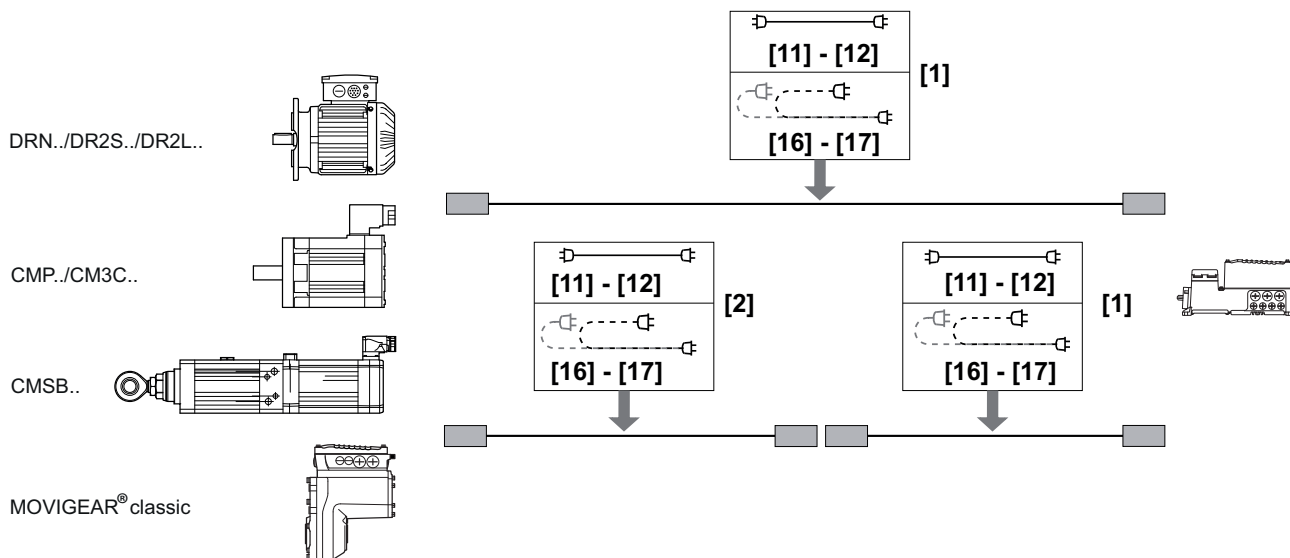 [11] - [12]
[1]
[16] - [17]
DRN../DR2S../DR2L..
CMP../CM3C..
[11] - [12]
[2]
[16] - [17]
[11] - [12]
[1]
[16] - [17]
CMSB..
MOVIGEAR® classic